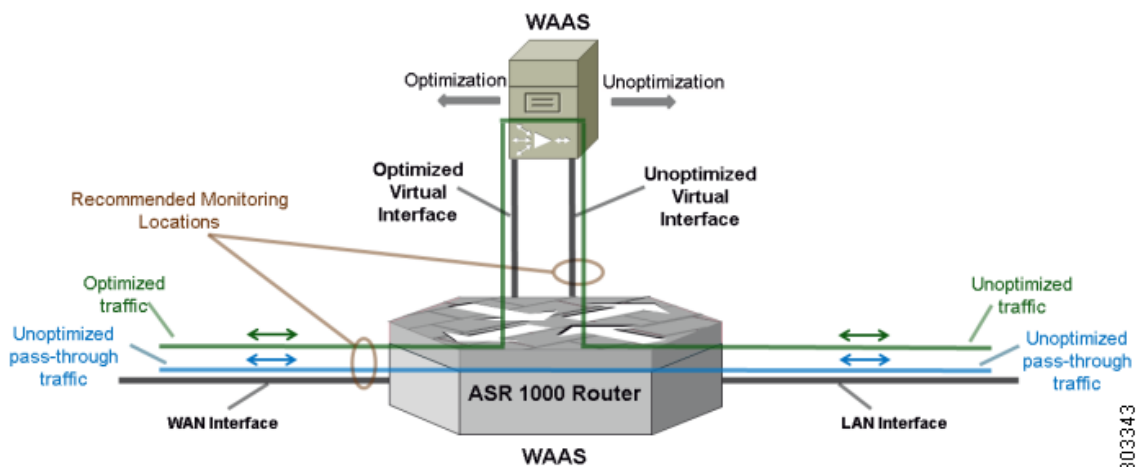 WAAS
Optimization
Unoptimization
Optimized
Virtual
Interface
Unoptimized
Virtual
Interface
Recommended Monitoring
Locations
Optimized
traffic
Unoptimized
pass-through
traffic
Unoptimized
traffic
Unoptimized
pass-through
traffic
WAN Interface
ASR 1000 Router
LAN Interface
WAAS
303343